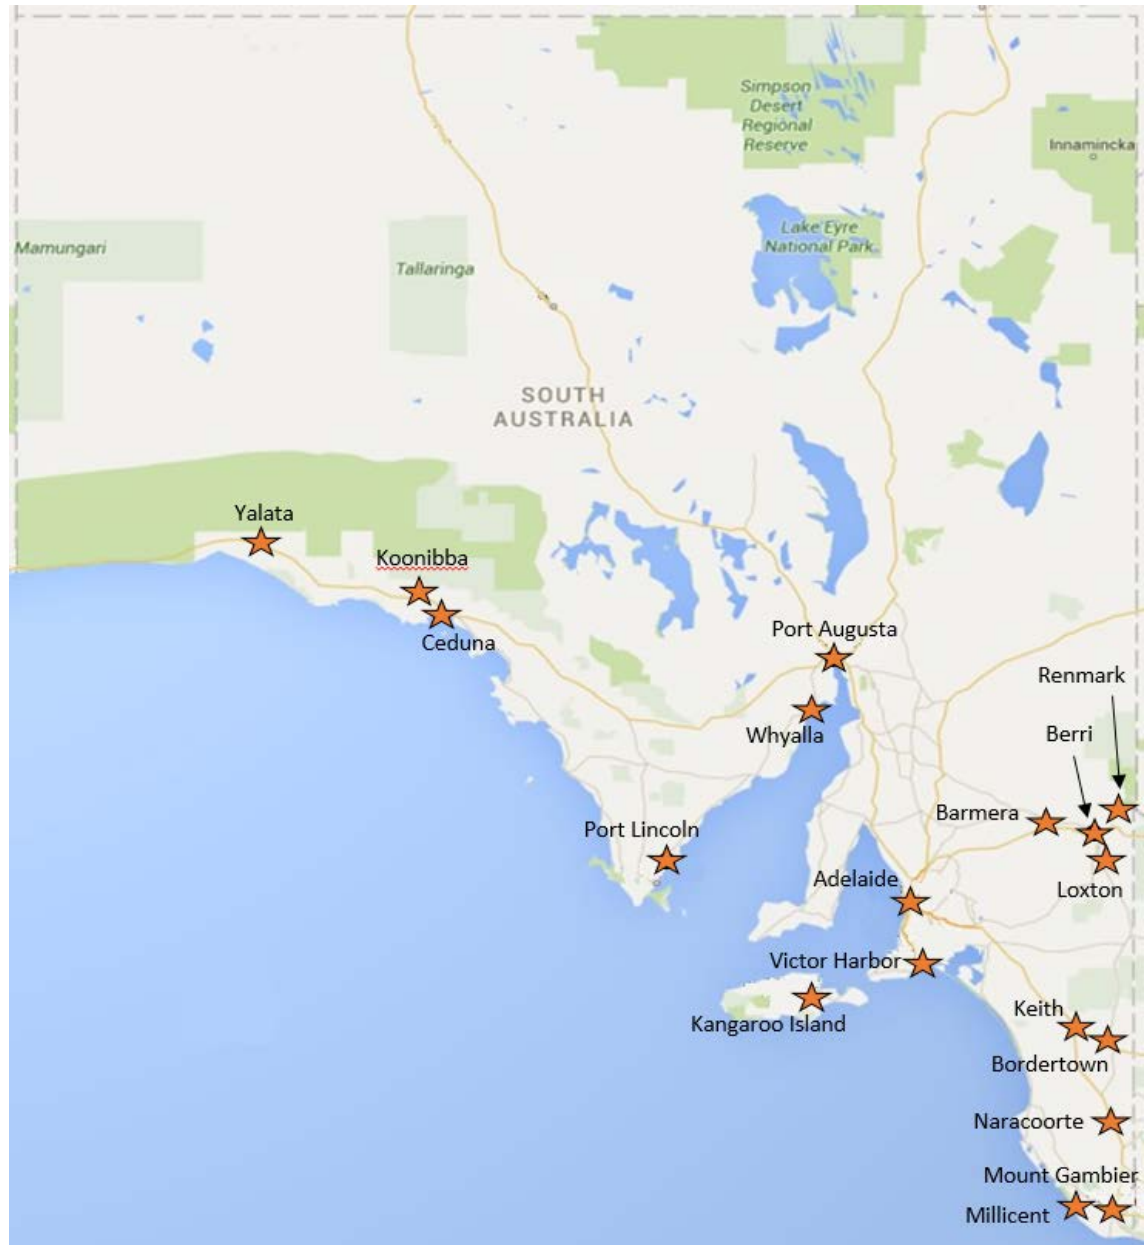 Simpson
Desert
Regional
Reserve
Innamincka
Mamungari
Lake Eyre
National Park
Tallaringa
SOUTH
AUSTRALIA
Yalata
Koonibba
Ceduna
Port Augusta
Renmark
Whyalla
Berri
Barmera
Port Lincoln
Adelaide
Loxton
Victor Harbor
Keith
Kangaroo Island
Bordertown
Naracoorte
Mount Gambier
Millicent